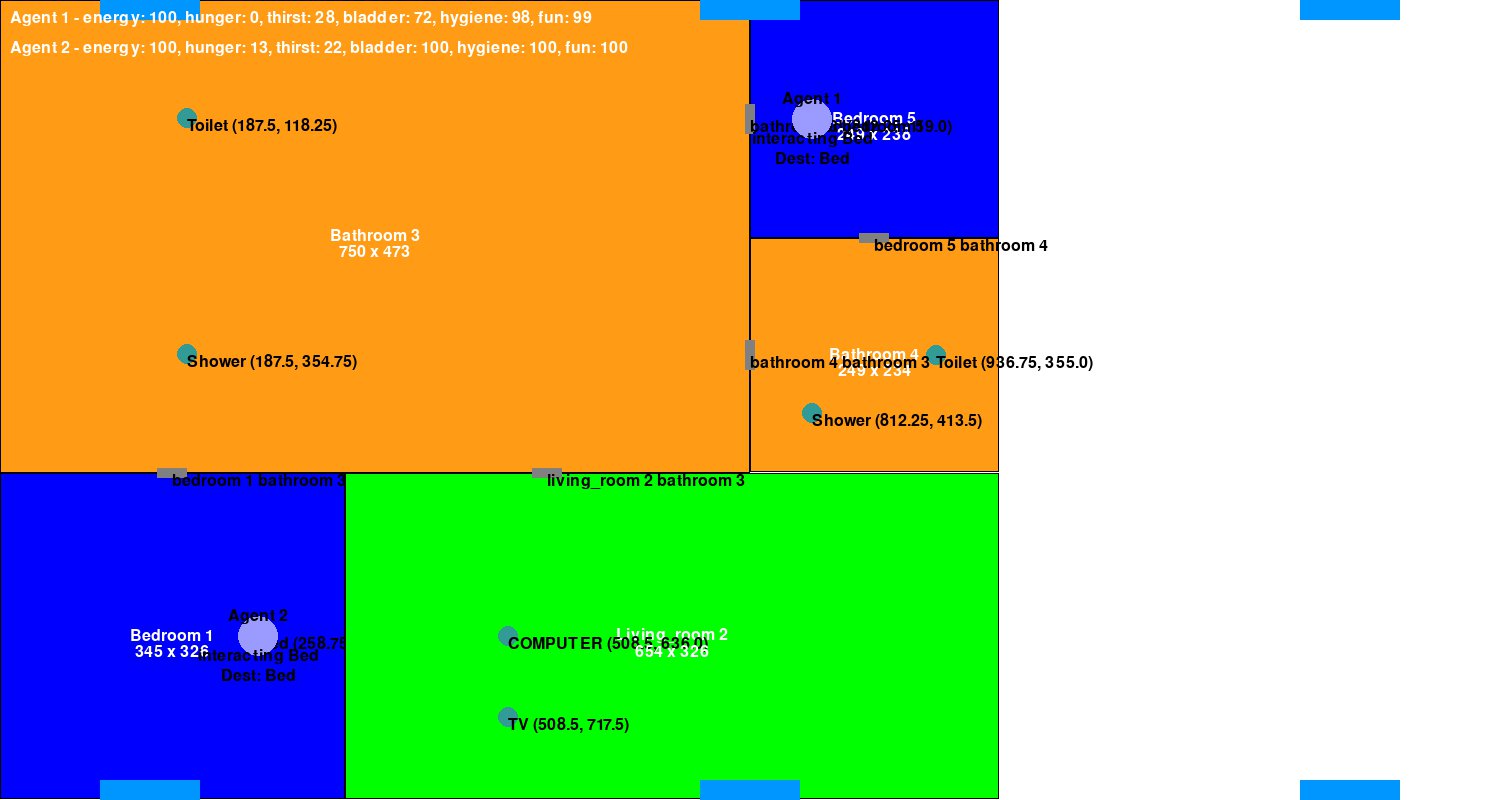 Agent 1 - energy: 100, hunger: 0, thirst: 28, bladder: 72, hygiene: 98, fun: 99
Agent 2 - energy: 100, hunger: 13, thirst: 22, bladder: 100, hygiene: 100, fun: 100
Agent 1
Toilet (187.5, 118.25)
Bedroom 5
249 x 236
Interacting Bed
Dest: Bed
Bathroom 3
750 x 473
bedroom 5 bathroom 4
Shower (187.5, 354.75)
Bathroom 4
249 x 234
bathroom 4 bathroom 3
Toilet (936.75, 355.0)
Shower (812.25, 413.5)
bedroom 1 bathroom 3
living_room 2 bathroom 3
Agent 2
Bedroom 1
345 x 326
(258.75
Interacting Bed
Dest: Bed
COMPUTER (508.5, 636.0)
Living_room 2
654 x 326
TV (508.5, 717.5)